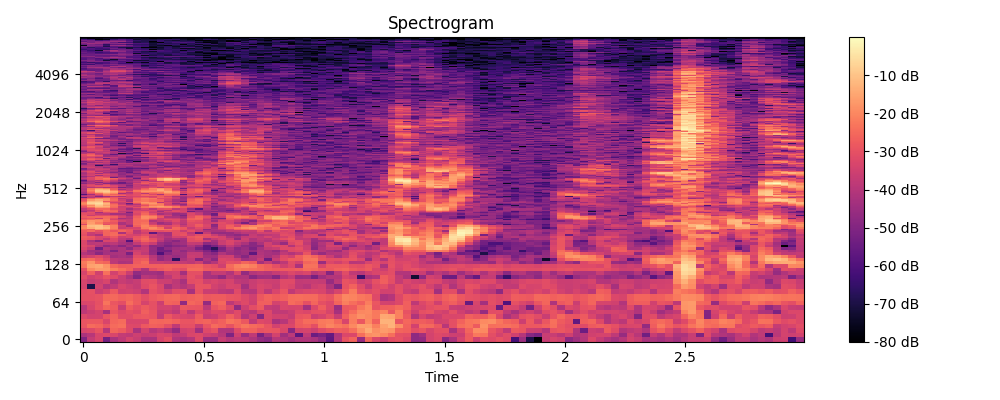 Spectrogram
Hz
4096
2048
1024
512
256
128
64
0
0
0.5
1
1.5
2
2.5
Time
-10 dB
-20 dB
-30 dB
-40 dB
-50 dB
-60 dB
-70 dB
-80 dB